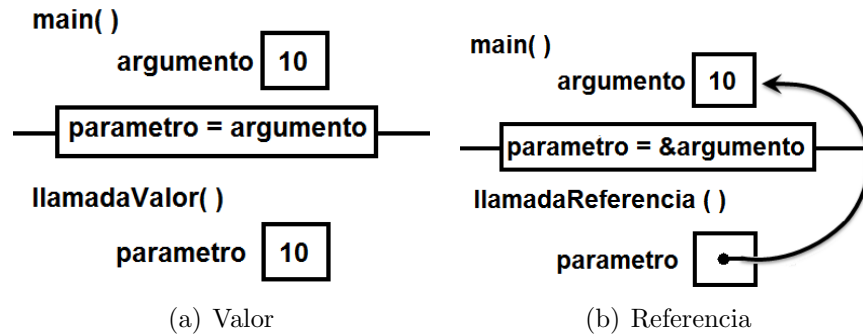 main( )
argumento 10
parametro = argumento
llamadaValor( )
parametro 10
(a) Valor
main( )
argumento 10
parametro = &argumento
llamadaReferencia ( )
parametro
(b) Referencia